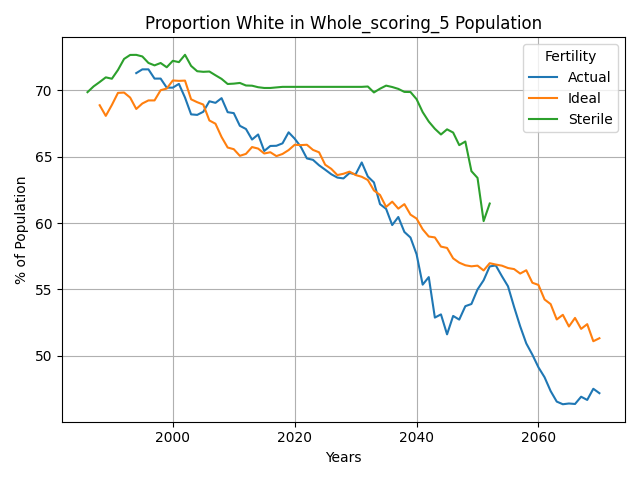 Proportion White in Whole_scoring_5 Population
Fertility
Actual
Ideal
Sterile
% of Population
70
65
60
55
50
2000
2020
2040
2060
Years